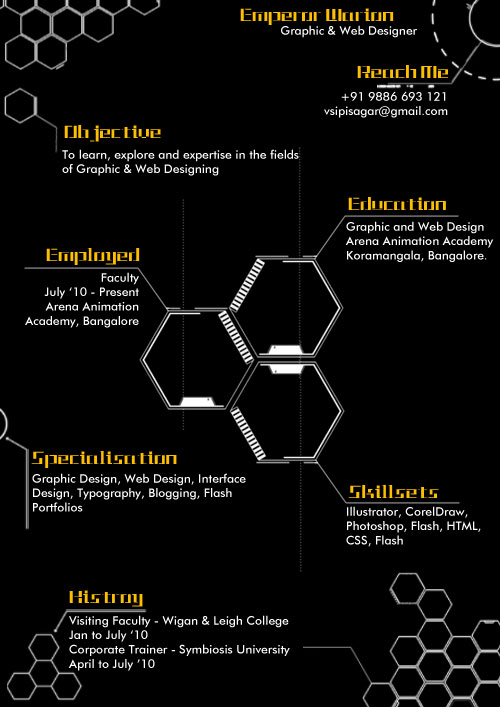 Emperor Warion
Graphic & Web Designer
Reach Me
+91 9886 693 121
vsipisagar@gmail.com
Objective
To learn, explore and expertise in the fields
of Graphic & Web Designing
Education
Graphic and Web Design
Arena Animation Academy
Koramangala, Bangalore.
Employed
Faculty
July ‘10 - Present
Arena Animation
Academy, Bangalore
Specialisation
Graphic Design, Web Design, Interface
Design, Typography, Blogging, Flash
Portfolios
Skillsets
Illustrator, CorelDraw,
Photoshop, Flash, HTML,
CSS, Flash
Histroy
Visiting Faculty - Wigan & Leigh College
Jan to July ‘10
Corporate Trainer - Symbiosis University
April to July ‘10